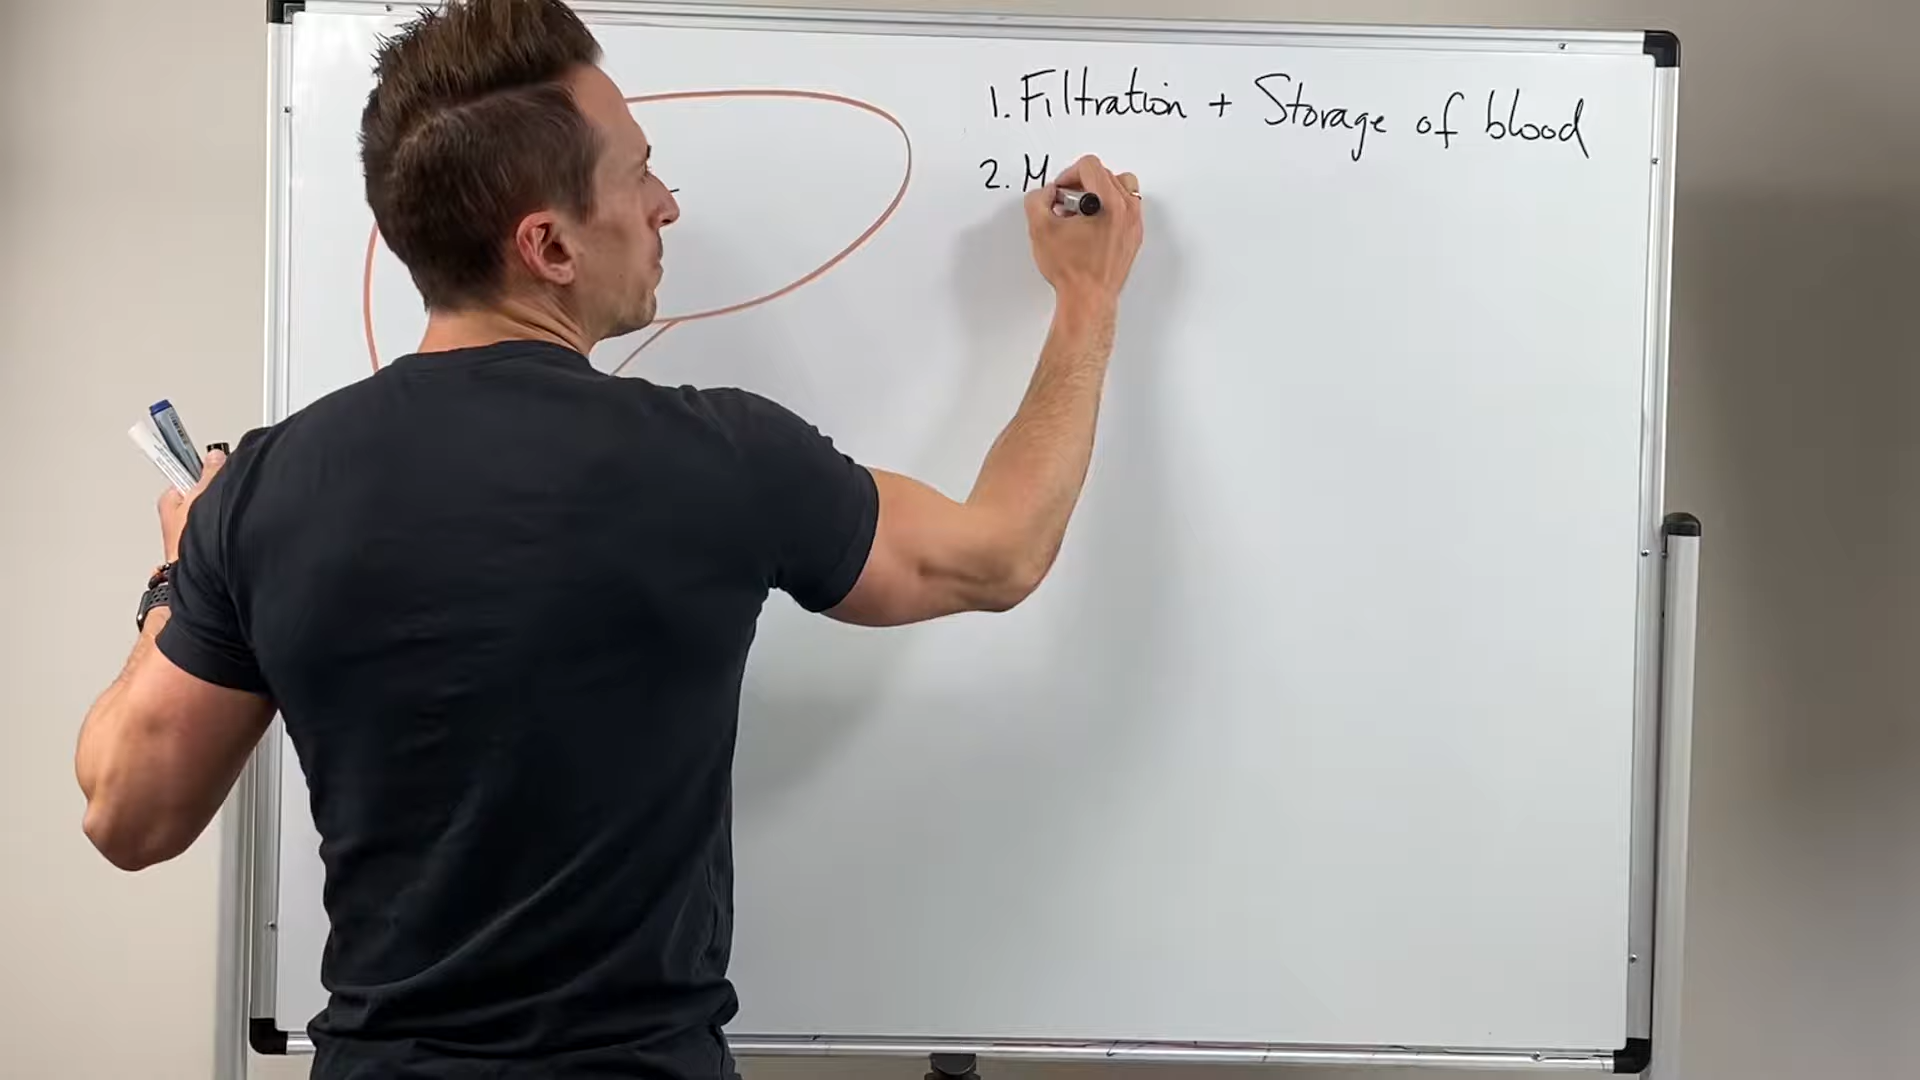 1. Filtration + Storage of blood
2. M